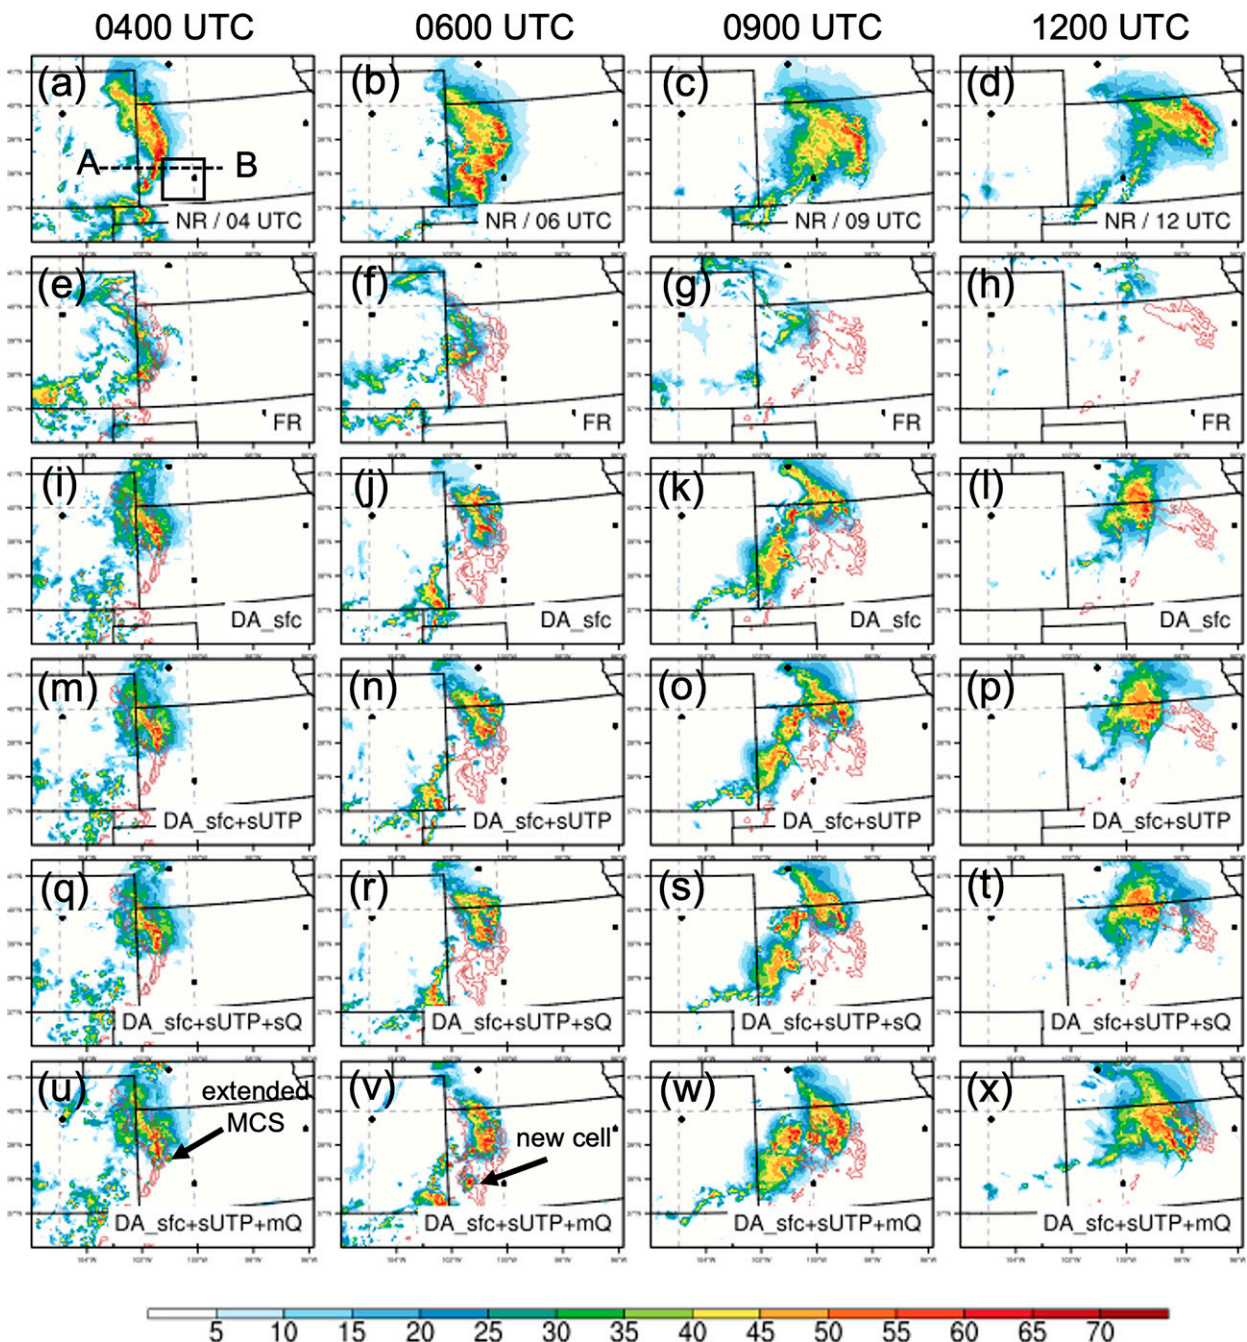 0400 UTC 0600 UTC 0900 UTC 1200 UTC
(a) (b) (c) (d)
A B
NR / 04 UTC NR / 06 UTC NR / 09 UTC NR / 12 UTC
(e) (f) (g) (h)
FR FR FR FR
(i) (j) (k) (l)
DA_sfc DA_sfc DA_sfc DA_sfc
(m) (n) (o) (p)
DA_sfc+sUTP DA_sfc+sUTP DA_sfc+sUTP DA_sfc+sUTP
(q) (r) (s) (t)
DA_sfc+sUTP+sQ DA_sfc+sUTP+sQ DA_sfc+sUTP+sQ DA_sfc+sUTP+sQ
(u) (v) (w) (x)
extended
MCS
new cell
DA_sfc+sUTP+mQ DA_sfc+sUTP+mQ DA_sfc+sUTP+mQ DA_sfc+sUTP+mQ
5 10 15 20 25 30 35 40 45 50 55 60 65 70